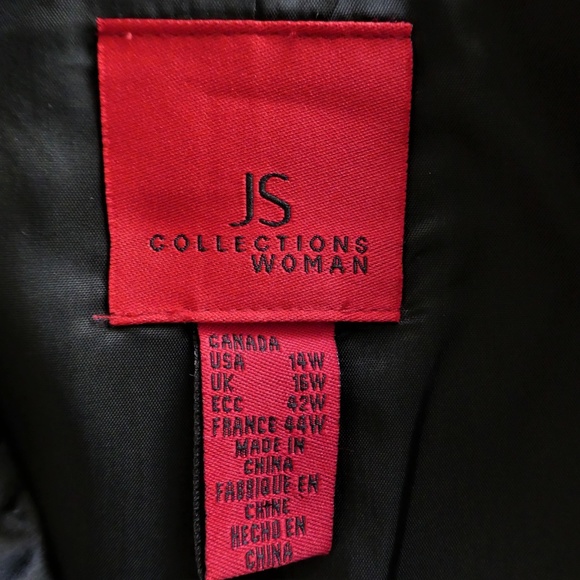 JS
COLLECTIONS
WOMAN
CANADA
USA 14W
UK 16W
ECC 42W
FRANCE 44W
MADE IN
CHINA
FABRIQUE EN
CHINE
HECHO EN
CHINA